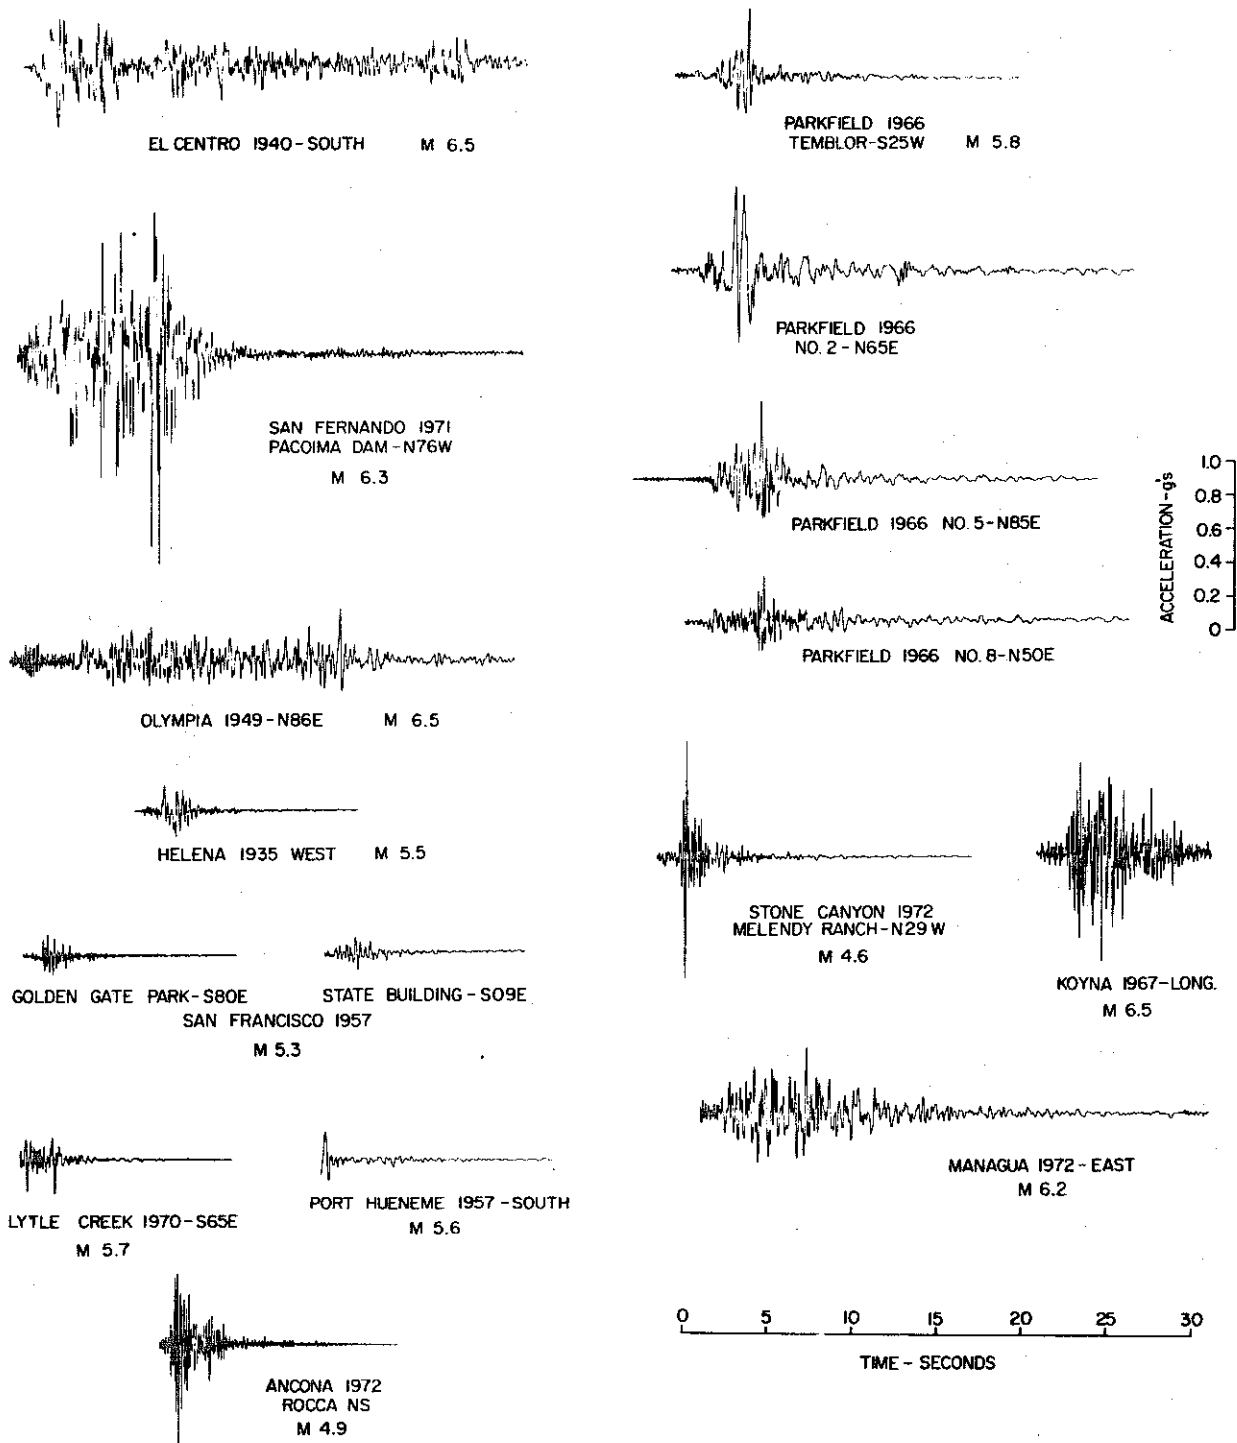 EL CENTRO 1940-SOUTH M 6.5
SAN FERNANDO 1971
PACOIMA DAM-N76W
M 6.3
OLYMPIA 1949-N86E M 6.5
HELENA 1935 WEST M 5.5
GOLDEN GATE PARK-S80E STATE BUILDING-S09E
SAN FRANCISCO 1957
M 5.3
LYTLE CREEK 1970-S65E
M 5.7
PORT HUENEME 1957-SOUTH
M 5.6
ANCONA 1972
ROCCA NS
M 4.9
PARKFIELD 1966
TEMBLOR-S25W M 5.8
PARKFIELD 1966
NO. 2-N65E
PARKFIELD 1966 NO. 5-N85E
PARKFIELD 1966 NO. 8-N50E
ACCELERATION-g's
1.0
0.8
0.6
0.4
0.2
0
STONE CANYON 1972
MELENDY RANCH-N29W
M 4.6
KOYNA 1967-LONG.
M 6.5
MANAGUA 1972-EAST
M 6.2
0 5 10 15 20 25 30
TIME - SECONDS